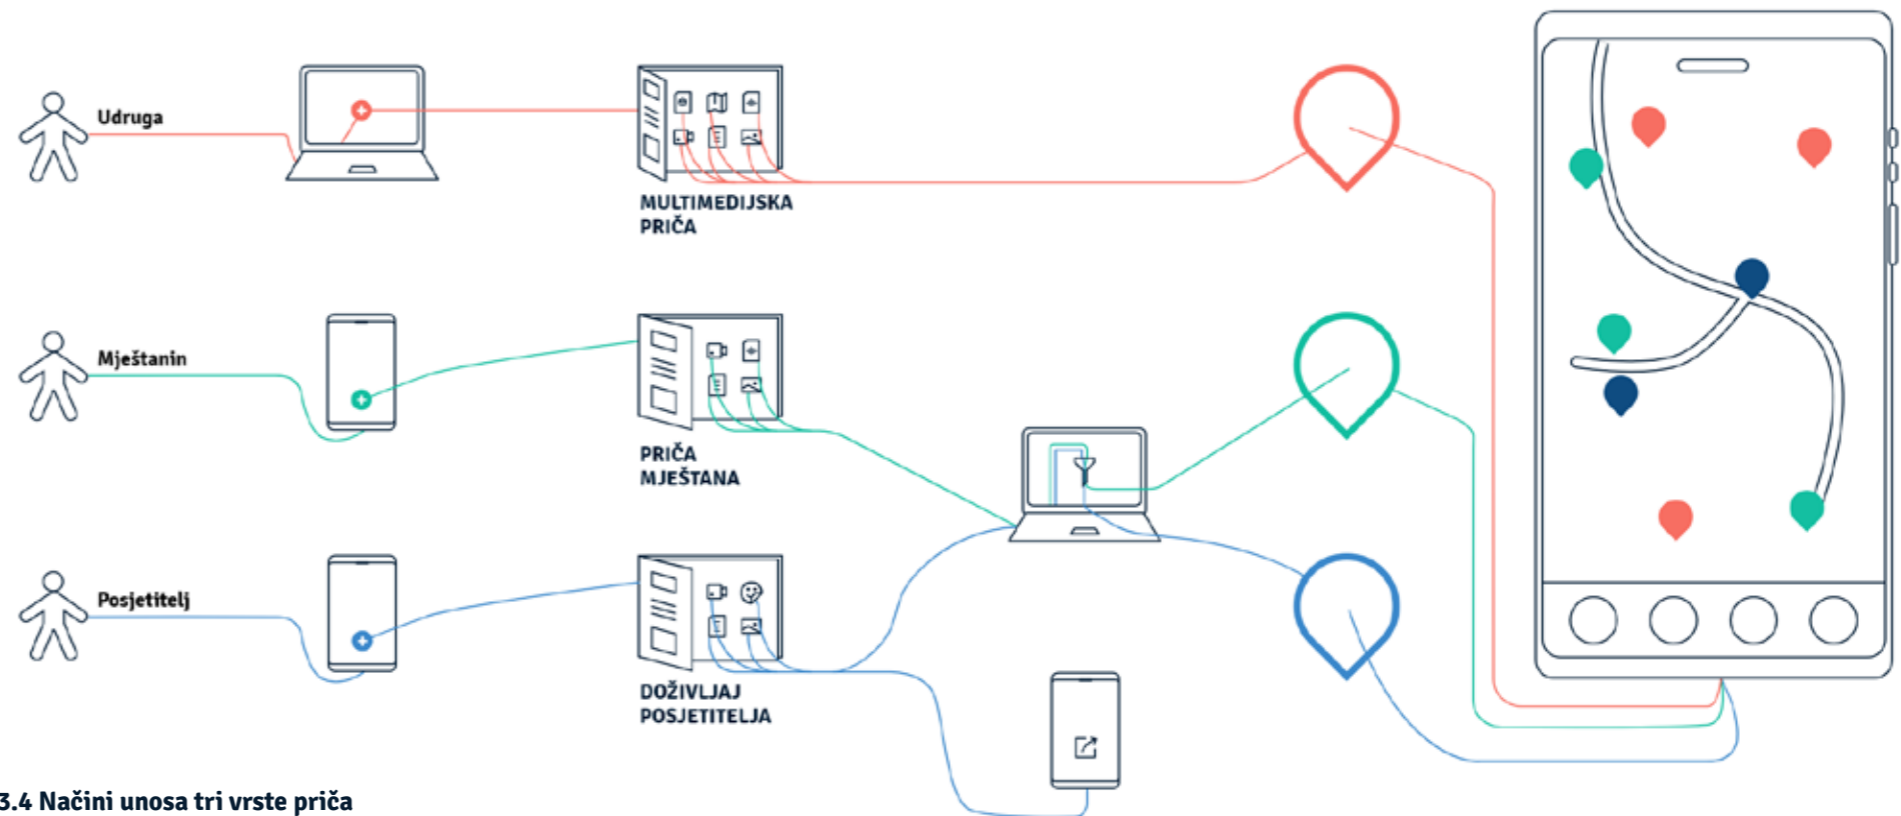 Udruga
MULTIMEDIJSKA
PRIČA
Mještanin
PRIČA
MJEŠTANA
Posjetitelj
DOŽIVLJAJ
POSJETITELJA
3.4 Načini unosa tri vrste priča